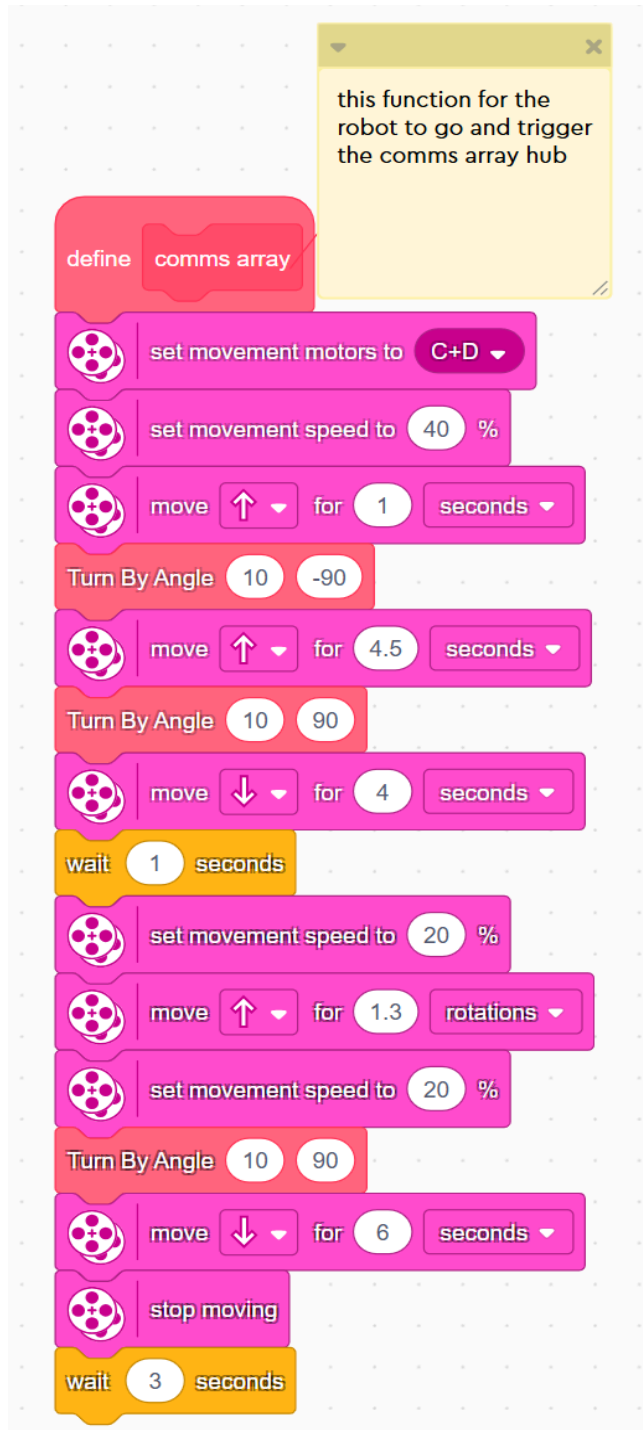 this function for the
robot to go and trigger
the comms array hub
define comms array
set movement motors to C+D
set movement speed to 40 %
move for 1 seconds
Turn By Angle 10 -90
move for 4.5 seconds
Turn By Angle 10 90
move for 4 seconds
wait 1 seconds
set movement speed to 20 %
move for 1.3 rotations
set movement speed to 20 %
Turn By Angle 10 90
move for 6 seconds
stop moving
wait 3 seconds